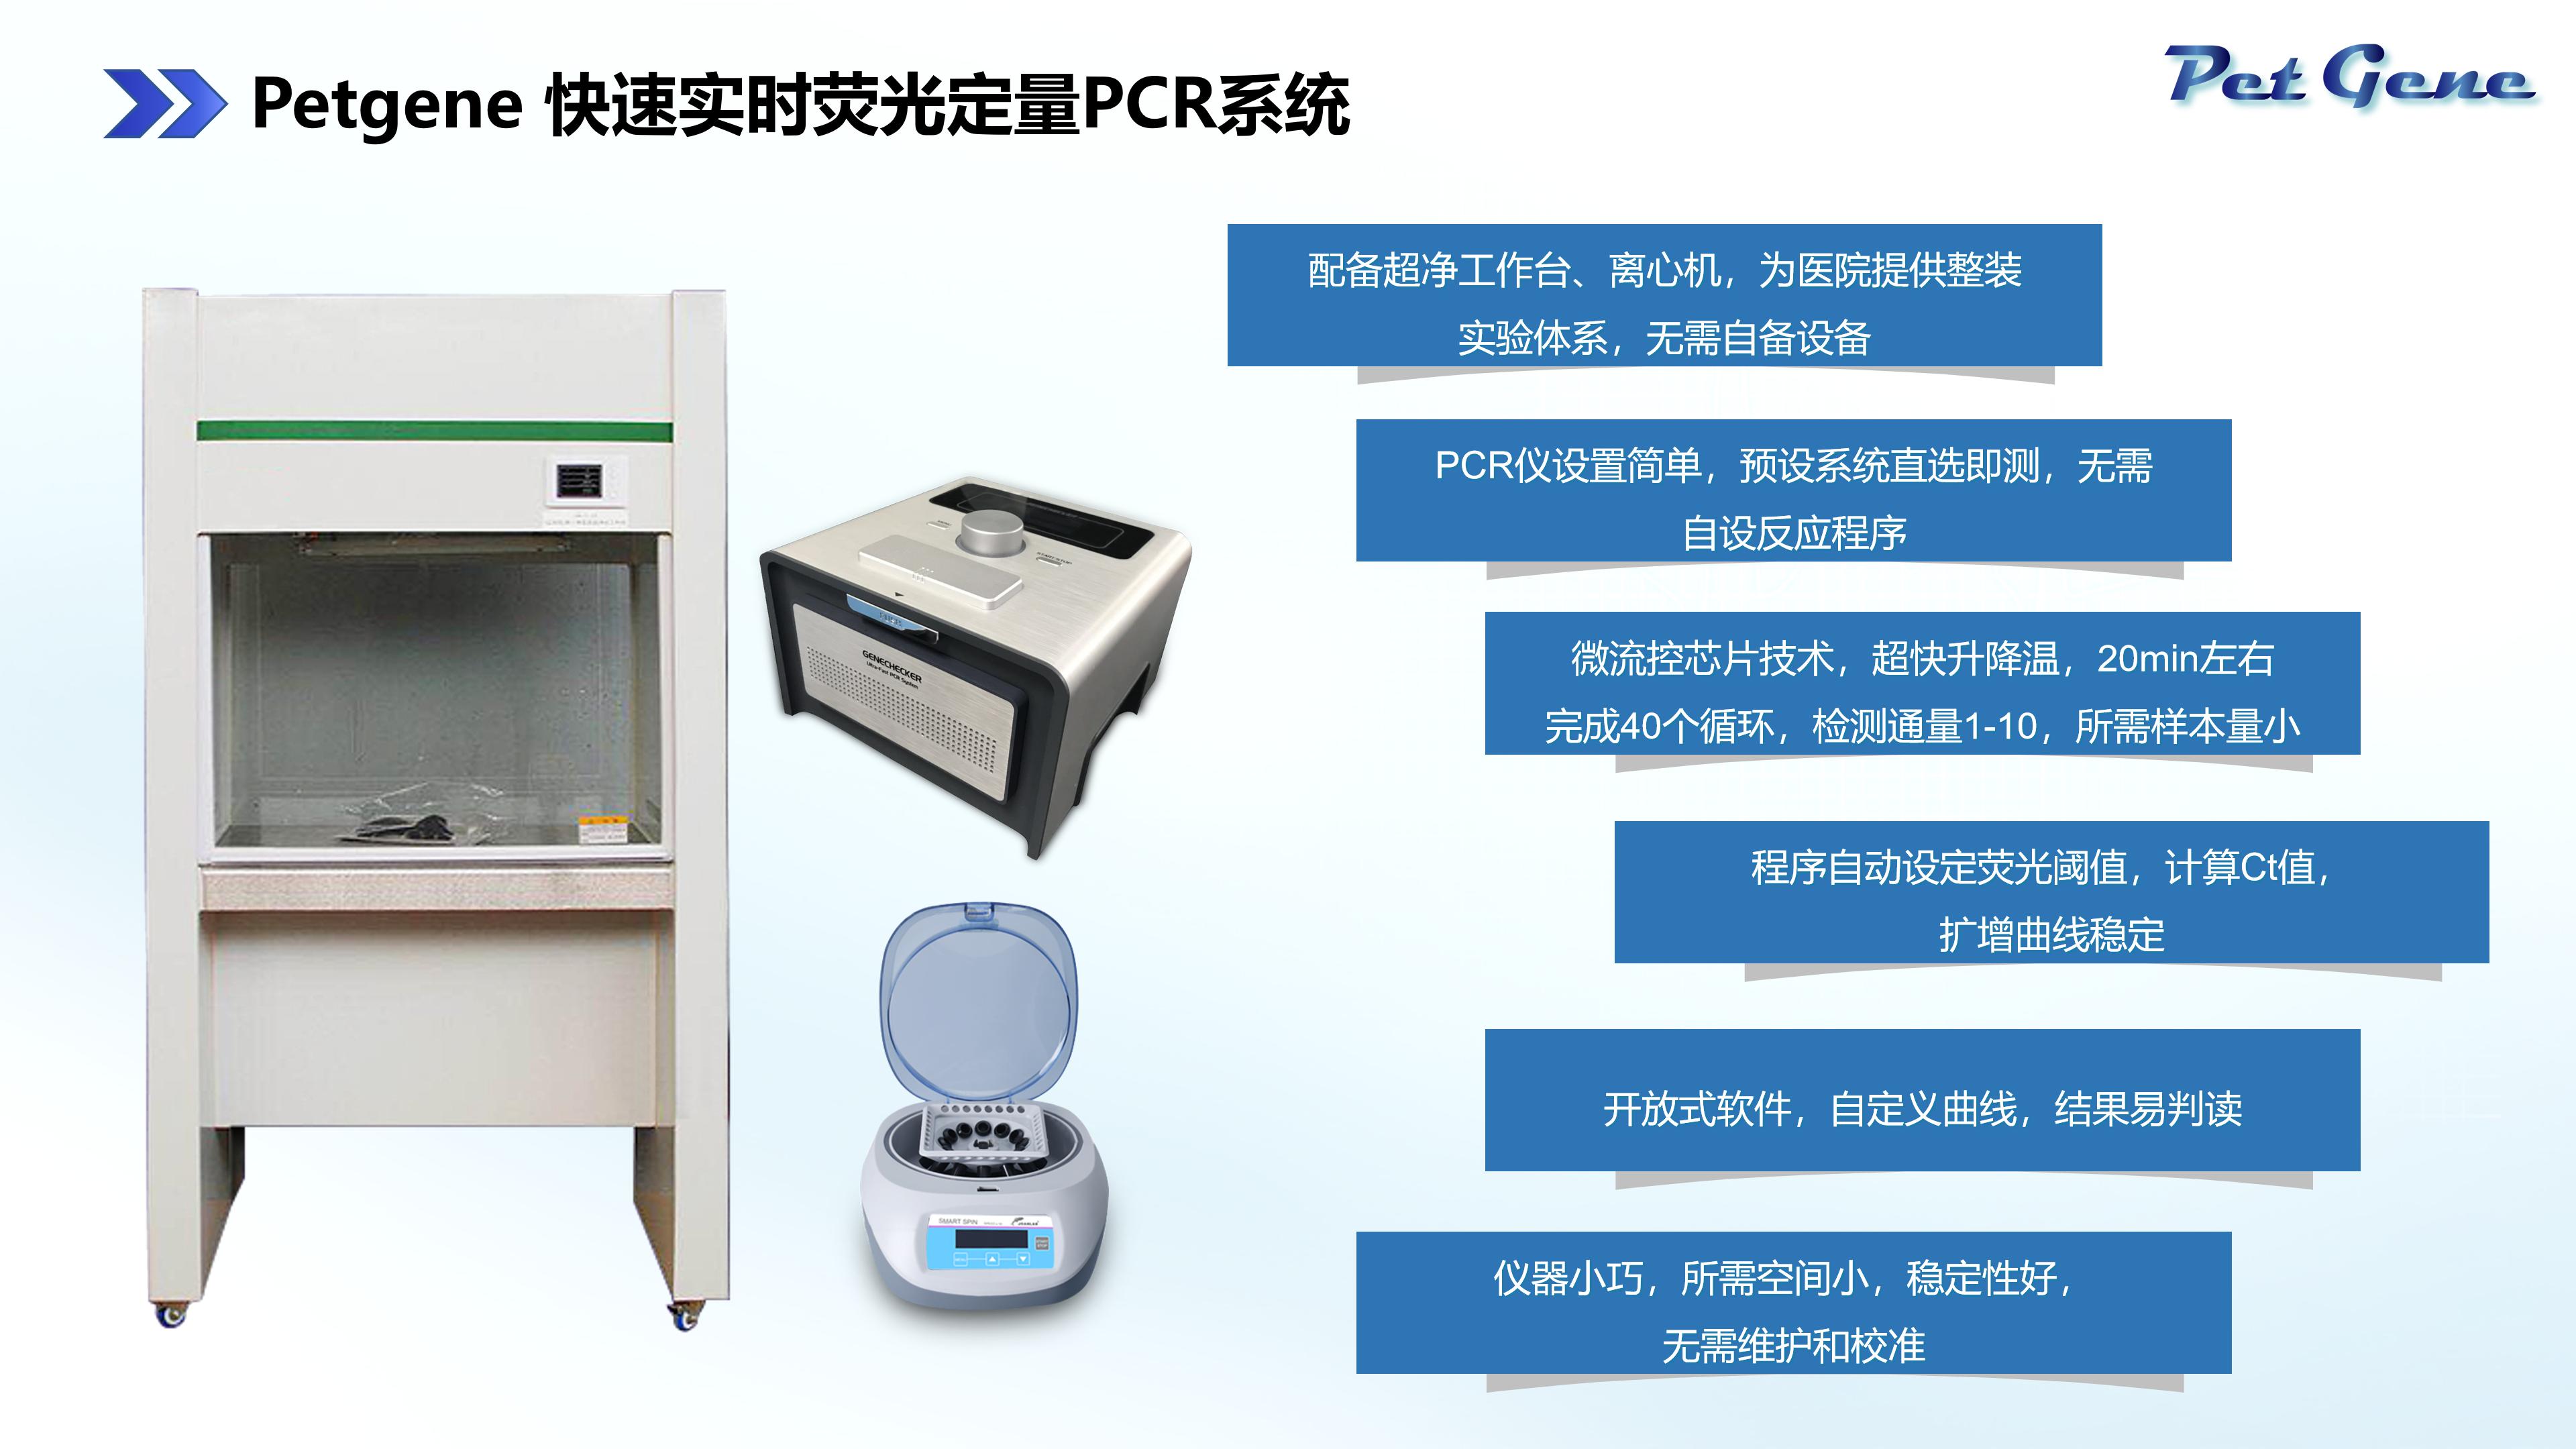 Petgene 快速实时荧光定量PCR系统
Pet Gene
配备超净工作台、离心机，为医院提供整装
实验体系，无需自备设备
PCR仪设置简单，预设系统直选即测，无需
自设反应程序
微流控芯片技术，超快升降温，20min左右
完成40个循环，检测通量1-10，所需样本量小
程序自动设定荧光阈值，计算Ct值，
扩增曲线稳定
开放式软件，自定义曲线，结果易判读
仪器小巧，所需空间小，稳定性好，
无需维护和校准
GENECHECKER
Ultra-Fast PCR System
SMART SPIN